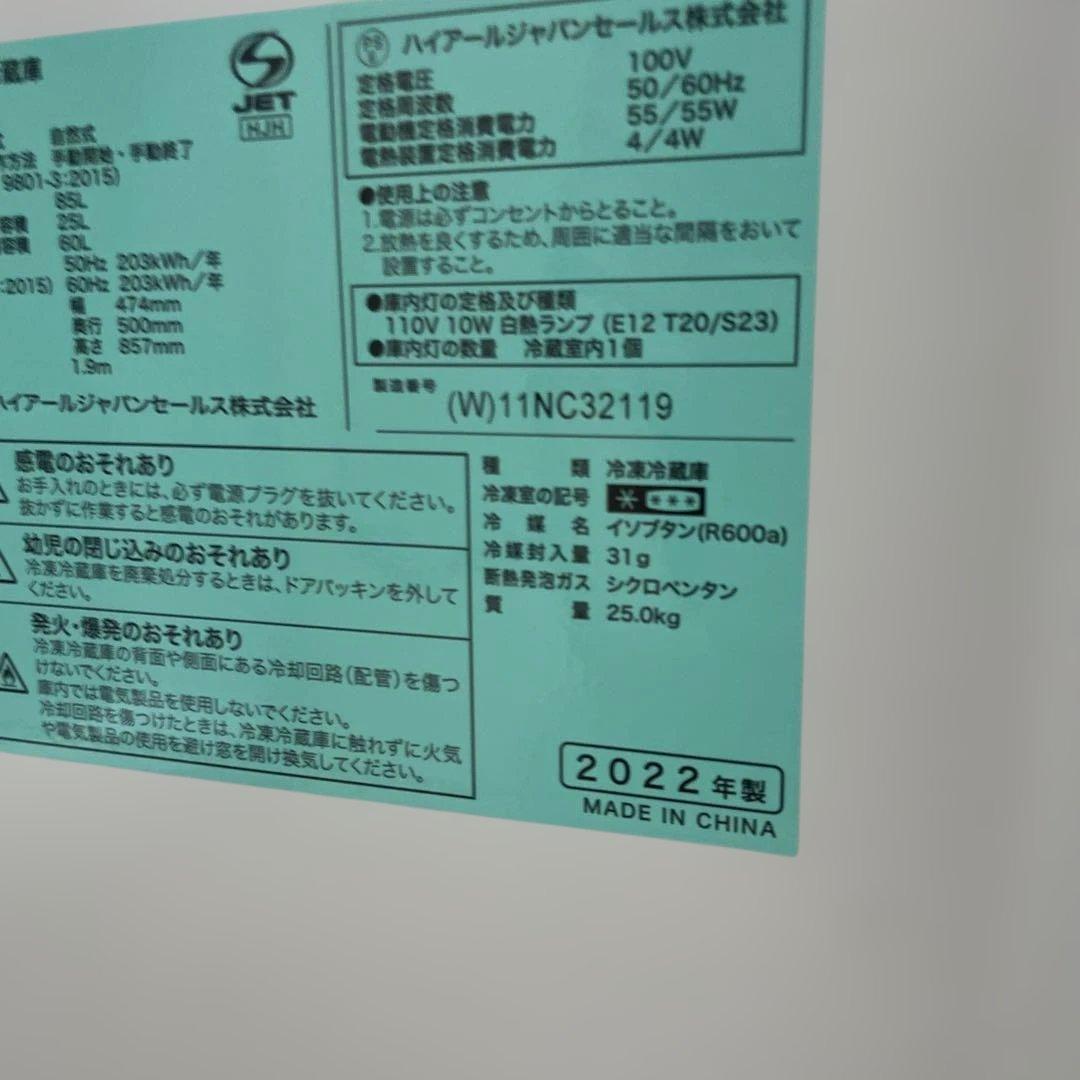 蔵庫
JET
HJH
式 自然式
方法 手動開始・手動終了
9801-3:2015)
85L
容積 25L
容積 60L
50Hz 203kWh/年
:2015) 60Hz 203kWh/年
幅 474mm
奥行 500mm
高さ 857mm
1.9m
ハイアールジャパンセールス株式会社
PS
E
ハイアールジャパンセールス株式会社
定格電圧 100V
定格周波数 50/60Hz
電動機定格消費電力 55/55W
電熱装置定格消費電力 4/4W
●使用上の注意
1.電源は必ずコンセントからとること。
2.放熱を良くするため、周囲に適当な間隔をおいて
設置すること。
●庫内灯の定格及び種類
110V 10W 白熱ランプ (E12 T20/S23)
●庫内灯の数量 冷蔵室内1個
製造番号
(W)11NC32119
感電のおそれあり
お手入れのときには、必ず電源プラグを抜いてください。
抜かずに作業すると感電のおそれがあります。
幼児の閉じ込みのおそれあり
冷凍冷蔵庫を廃棄処分するときは、ドアパッキンを外して
ください。
発火・爆発のおそれあり
冷凍冷蔵庫の背面や側面にある冷却回路(配管)を傷つ
けないでください。
庫内では電気製品を使用しないでください。
冷却回路を傷つけたときは、冷凍冷蔵庫に触れずに火気
や電気製品の使用を避け窓を開け換気してください。
種類 冷凍冷蔵庫
冷凍室の記号 * ***
冷媒名 イソブタン(R600a)
冷媒封入量 31g
断熱発泡ガス シクロペンタン
質量 25.0kg
2022年製
MADE IN CHINA